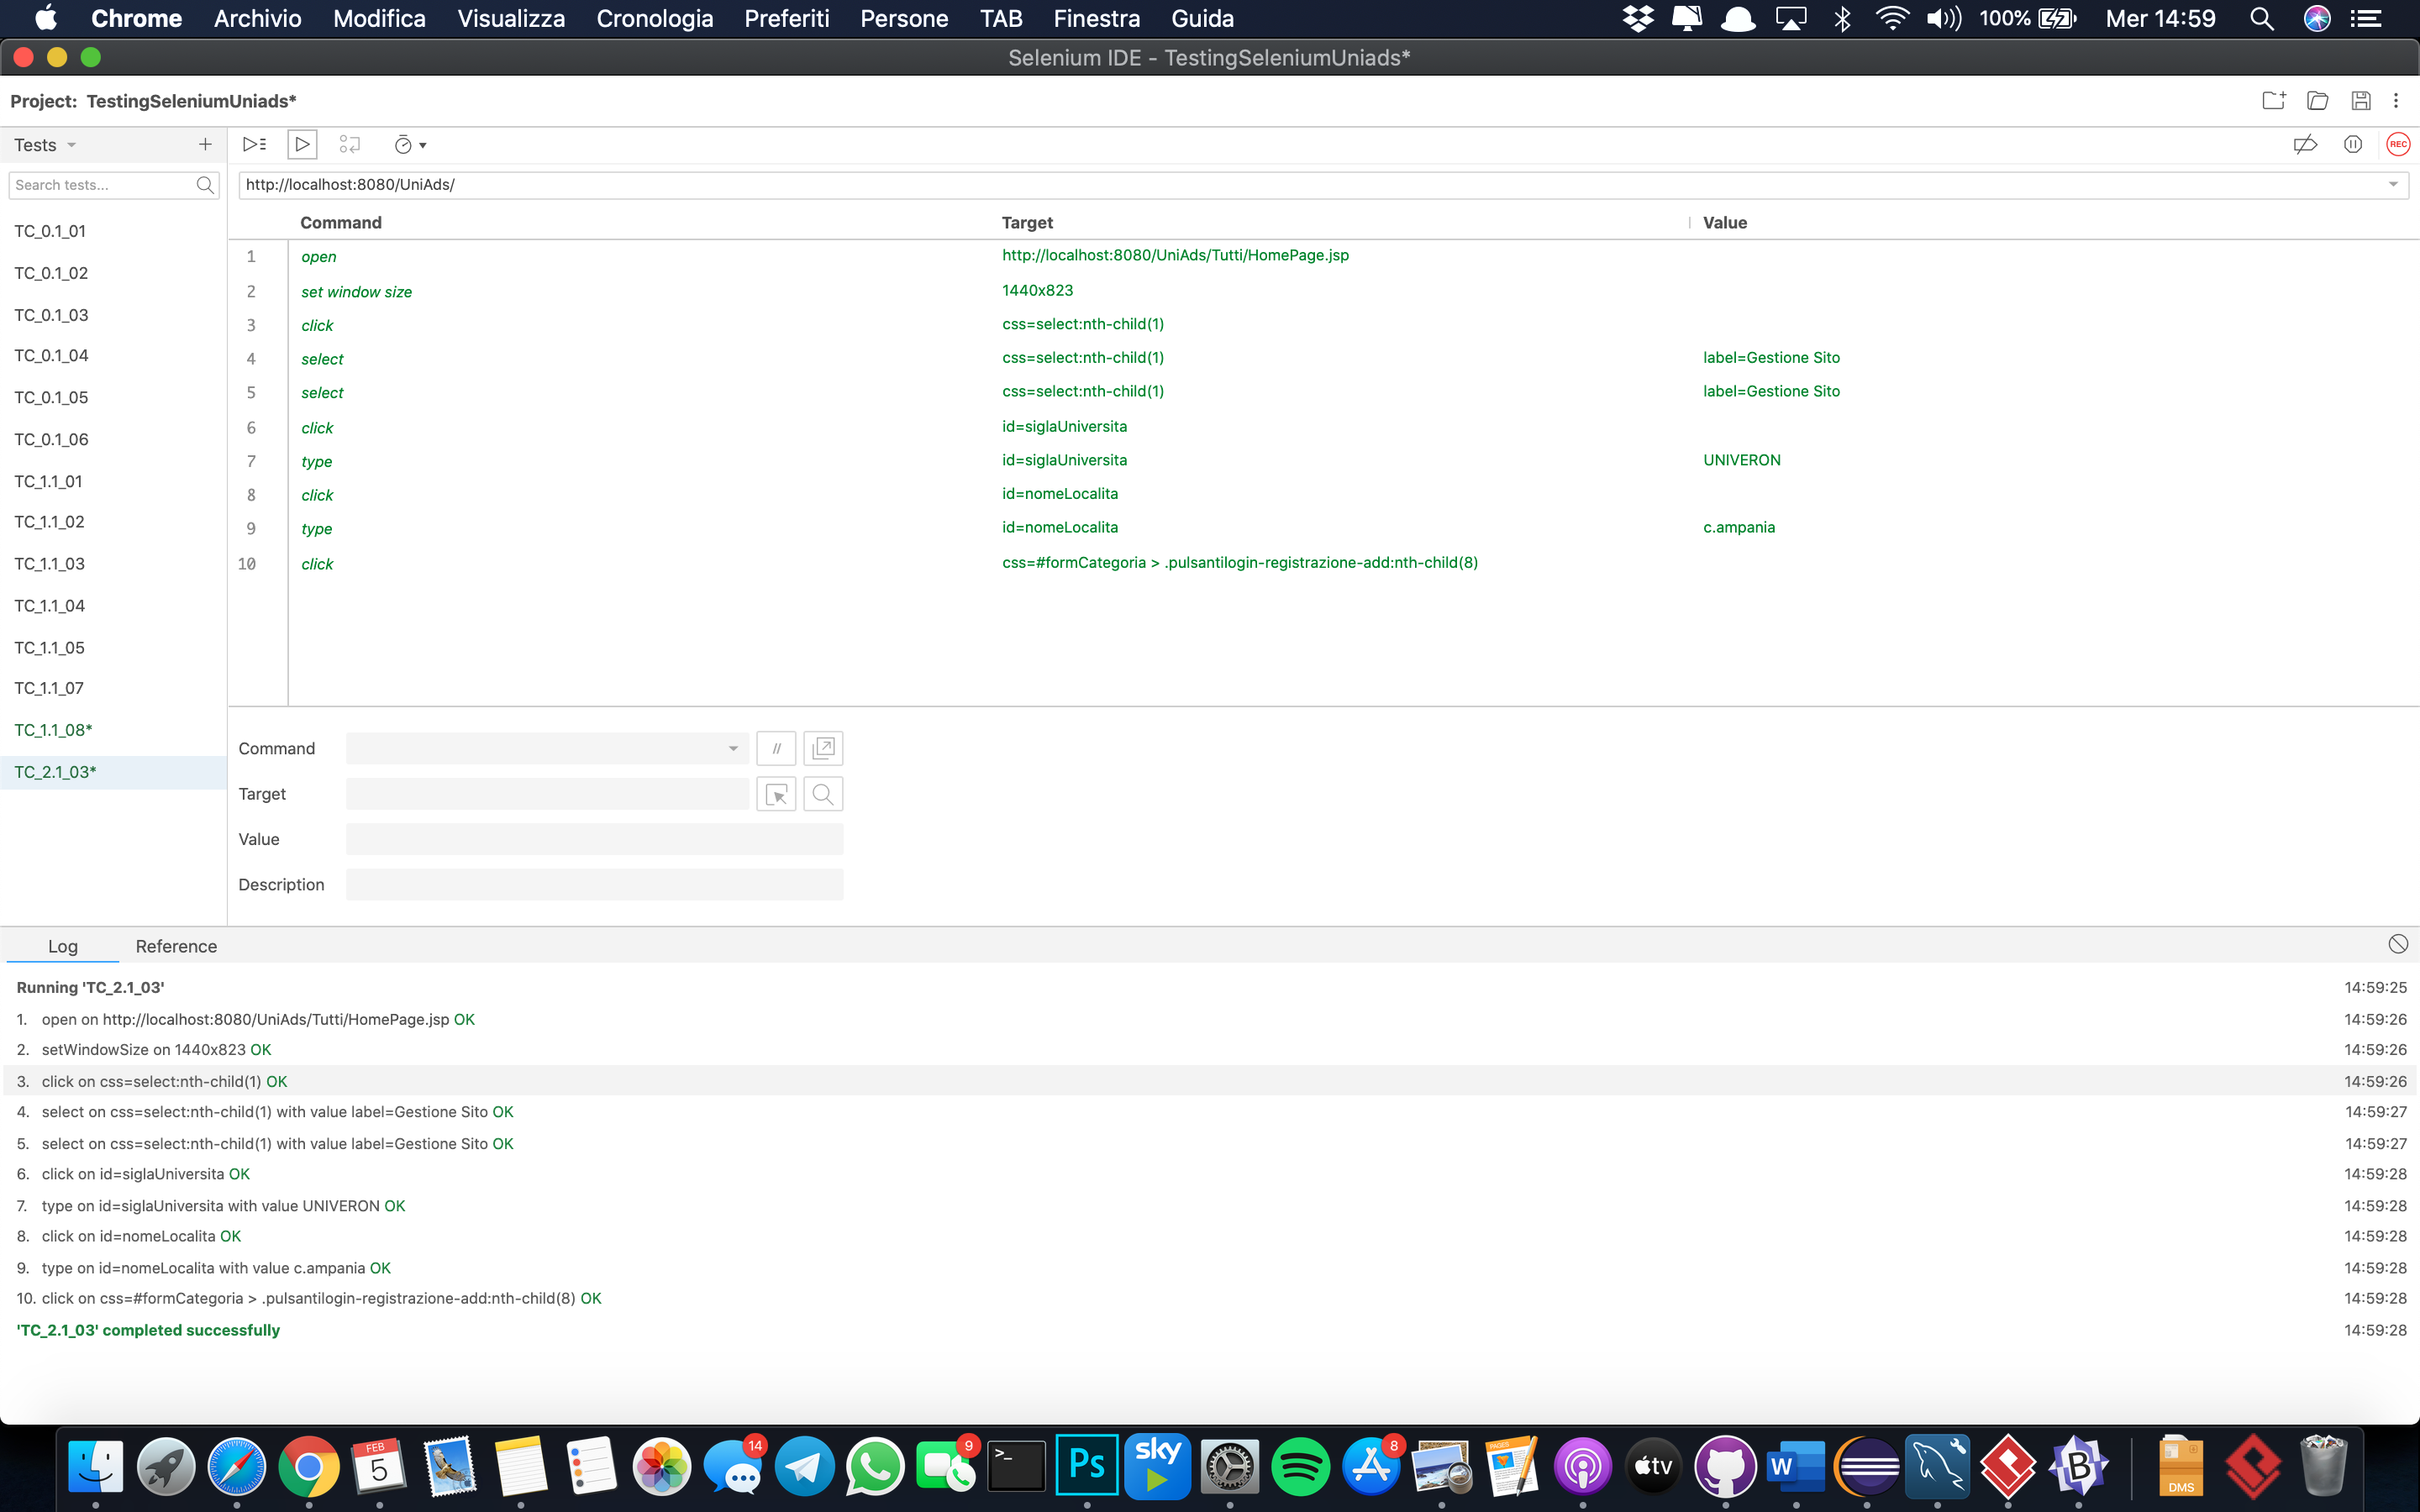 Chrome Archivio Modifica Visualizza Cronologia Preferiti Persone TAB Finestra Guida 100% Mer 14:59
Selenium IDE - TestingSeleniumUniads*
Project: TestingSeleniumUniads*
Tests
REC
Search tests...
http://localhost:8080/UniAds/
Command Target Value
TC_0.1_01
TC_0.1_02
TC_0.1_03
TC_0.1_04
TC_0.1_05
TC_0.1_06
TC_1.1_01
TC_1.1_02
TC_1.1_03
TC_1.1_04
TC_1.1_05
TC_1.1_07
TC_1.1_08*
TC_2.1_03*
1 open http://localhost:8080/UniAds/Tutti/HomePage.jsp
2 set window size 1440x823
3 click css=select:nth-child(1)
4 select css=select:nth-child(1) label=Gestione Sito
5 select css=select:nth-child(1) label=Gestione Sito
6 click id=siglaUniversita
7 type id=siglaUniversita UNIVERON
8 click id=nomeLocalita
9 type id=nomeLocalita c.ampania
10 click css=#formCategoria > .pulsantilogin-registrazione-add:nth-child(8)
Command //
Target
Value
Description
Log Reference
Running 'TC_2.1_03' 14:59:25
1. open on http://localhost:8080/UniAds/Tutti/HomePage.jsp OK 14:59:26
2. setWindowSize on 1440x823 OK 14:59:26
3. click on css=select:nth-child(1) OK 14:59:26
4. select on css=select:nth-child(1) with value label=Gestione Sito OK 14:59:27
5. select on css=select:nth-child(1) with value label=Gestione Sito OK 14:59:27
6. click on id=siglaUniversita OK 14:59:28
7. type on id=siglaUniversita with value UNIVERON OK 14:59:28
8. click on id=nomeLocalita OK 14:59:28
9. type on id=nomeLocalita with value c.ampania OK 14:59:28
10. click on css=#formCategoria > .pulsantilogin-registrazione-add:nth-child(8) OK 14:59:28
'TC_2.1_03' completed successfully 14:59:28
FEB
5
14
9
>_
Ps
sky
8
PAGES
tv
W
B
DMS